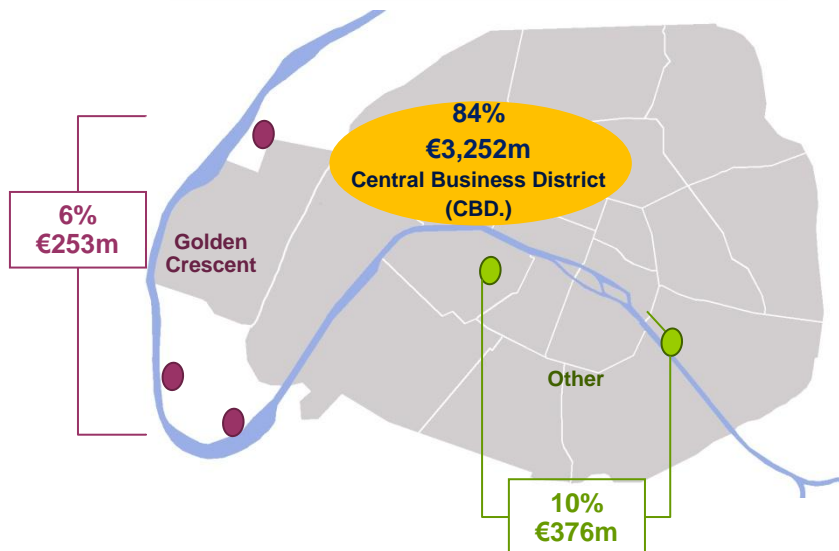 84%
€3,252m
Central Business District
(CBD.)
6%
€253m
Golden
Crescent
Other
10%
€376m